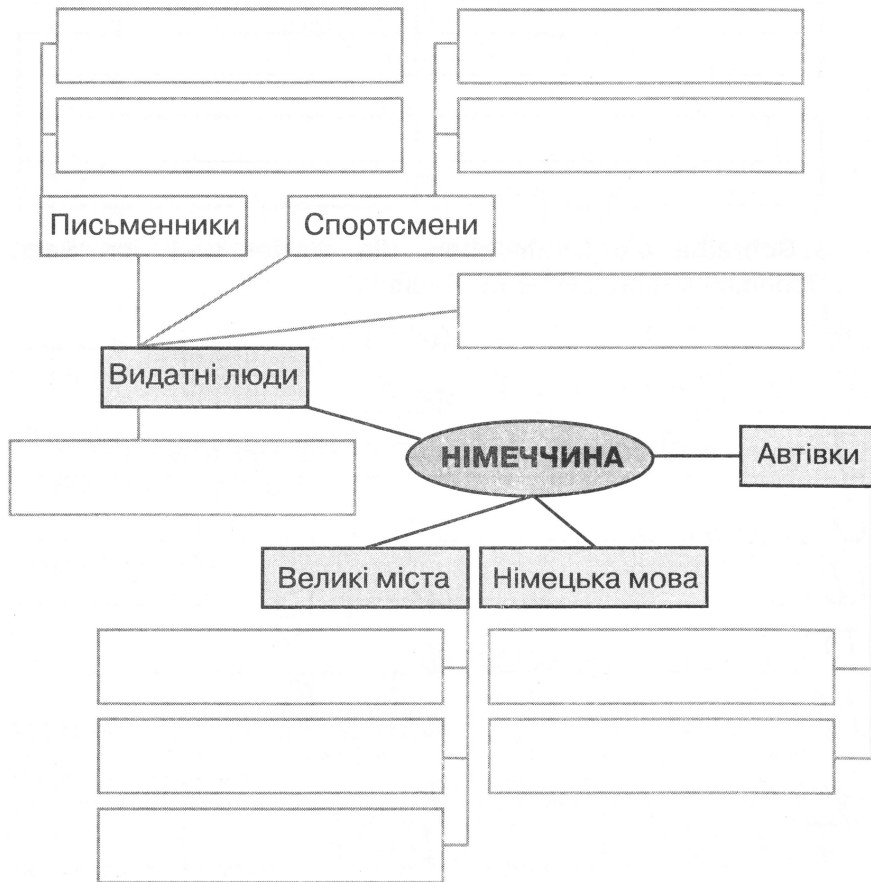 Письменники
Спортсмени
Видатні люди
НІМЕЧЧИНА
Автівки
Великі міста
Німецька мова